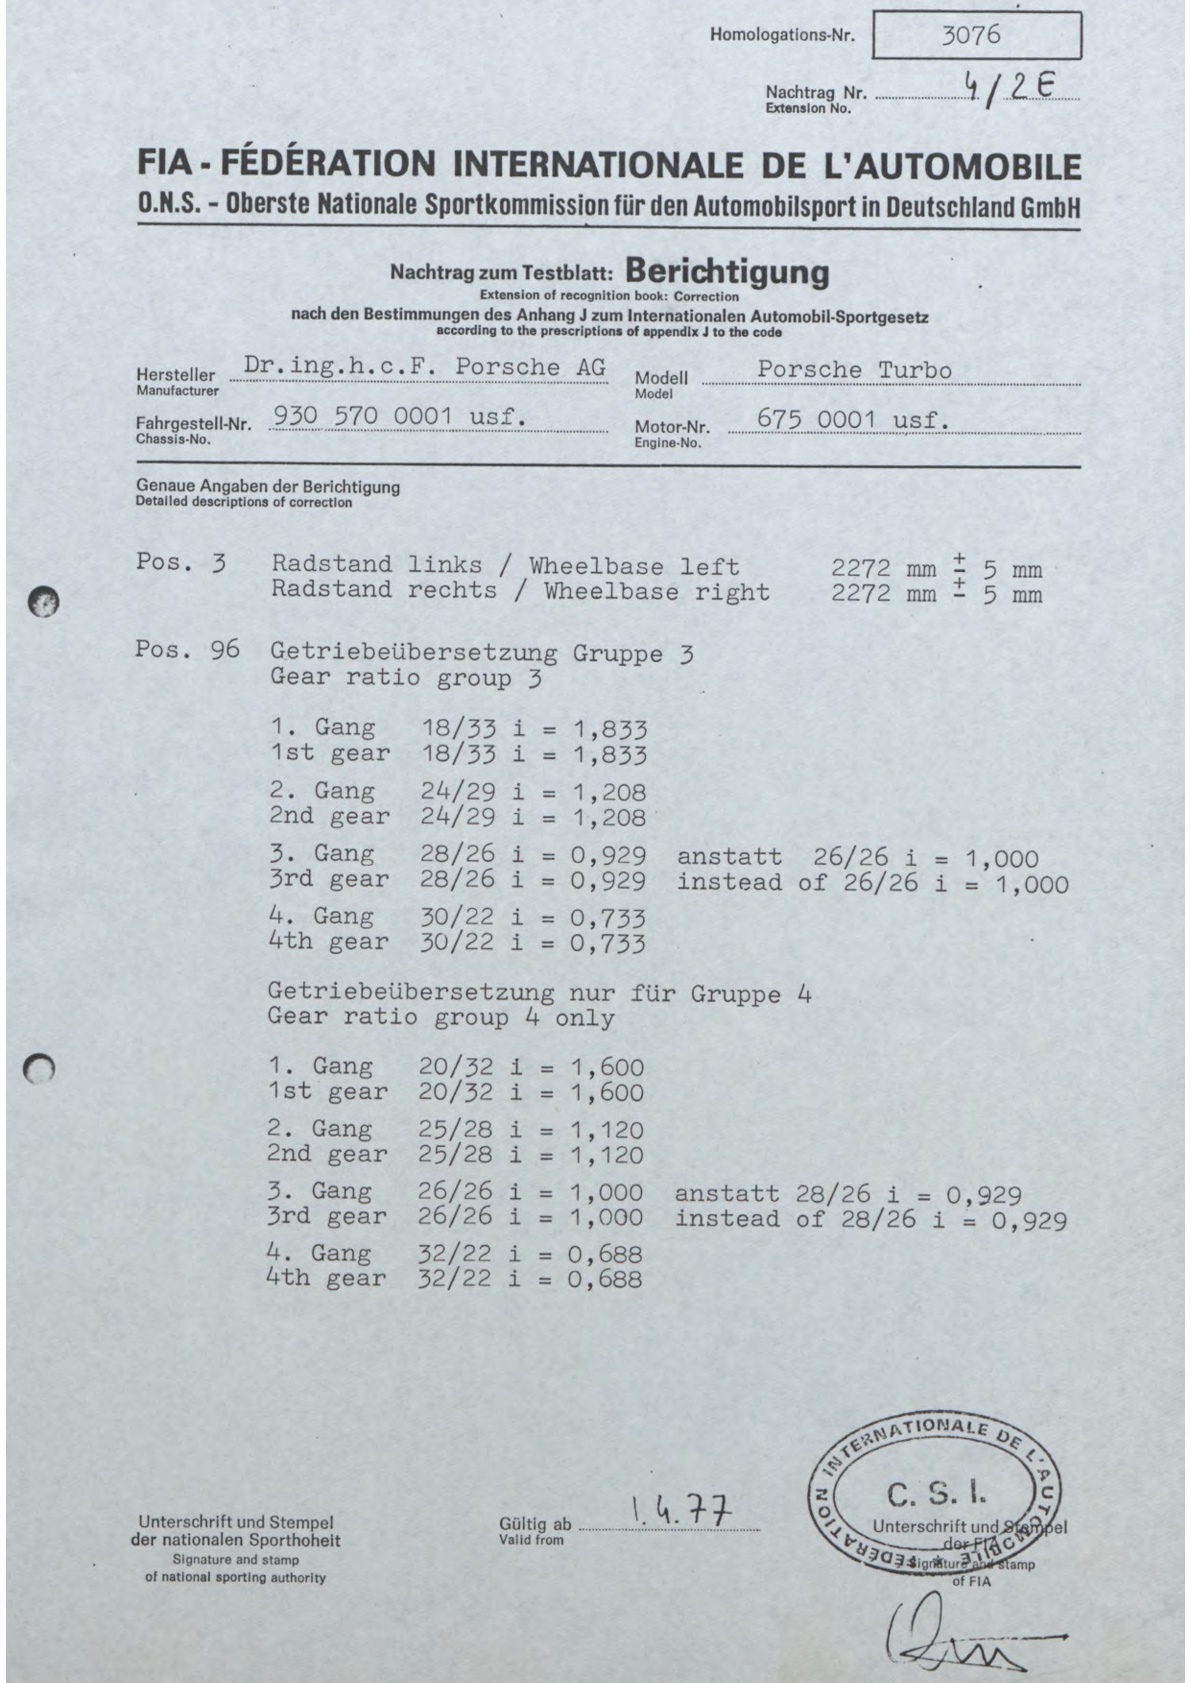 Homologations-Nr. 3076
Nachtrag Nr. 4/2E
Extension No.
FIA - FÉDÉRATION INTERNATIONALE DE L'AUTOMOBILE
O.N.S. - Oberste Nationale Sportkommission für den Automobilsport in Deutschland GmbH
Nachtrag zum Testblatt: Berichtigung
Extension of recognition book: Correction
nach den Bestimmungen des Anhang J zum Internationalen Automobil-Sportgesetz
according to the prescriptions of appendix J to the code
Hersteller Dr.ing.h.c.F. Porsche AG Modell Porsche Turbo
Manufacturer Model
Fahrgestell-Nr. 930 570 0001 usf. Motor-Nr. 675 0001 usf.
Chassis-No. Engine-No.
Genaue Angaben der Berichtigung
Detailed descriptions of correction
Pos. 3 Radstand links / Wheelbase left 2272 mm ± 5 mm
Radstand rechts / Wheelbase right 2272 mm ± 5 mm
Pos. 96 Getriebeübersetzung Gruppe 3
Gear ratio group 3
1. Gang 18/33 i = 1,833
1st gear 18/33 i = 1,833
2. Gang 24/29 i = 1,208
2nd gear 24/29 i = 1,208
3. Gang 28/26 i = 0,929 anstatt 26/26 i = 1,000
3rd gear 28/26 i = 0,929 instead of 26/26 i = 1,000
4. Gang 30/22 i = 0,733
4th gear 30/22 i = 0,733
Getriebeübersetzung nur für Gruppe 4
Gear ratio group 4 only
1. Gang 20/32 i = 1,600
1st gear 20/32 i = 1,600
2. Gang 25/28 i = 1,120
2nd gear 25/28 i = 1,120
3. Gang 26/26 i = 1,000 anstatt 28/26 i = 0,929
3rd gear 26/26 i = 1,000 instead of 28/26 i = 0,929
4. Gang 32/22 i = 0,688
4th gear 32/22 i = 0,688
FEDERATION INTERNATIONALE DE L'AUTOMOBILE
C. S. I.
Unterschrift und Stempel
der nationalen Sporthoheit
Signature and stamp
of national sporting authority
Gültig ab 1.4.77
Valid from
Unterschrift und Stempel
der FIA
Signature and stamp
of FIA